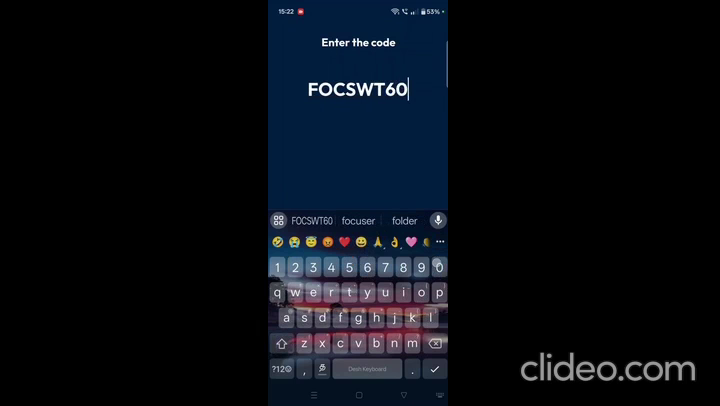 15:22
53%
Enter the code
FOCSWT60
FOCSWT60 focuser folder
1 2 3 4 5 6 7 8 9 0
q w e r t y u i o p
a s d f g h j k l
z x c v b n m
?12☺ , Desh Keyboard .
clideo.com